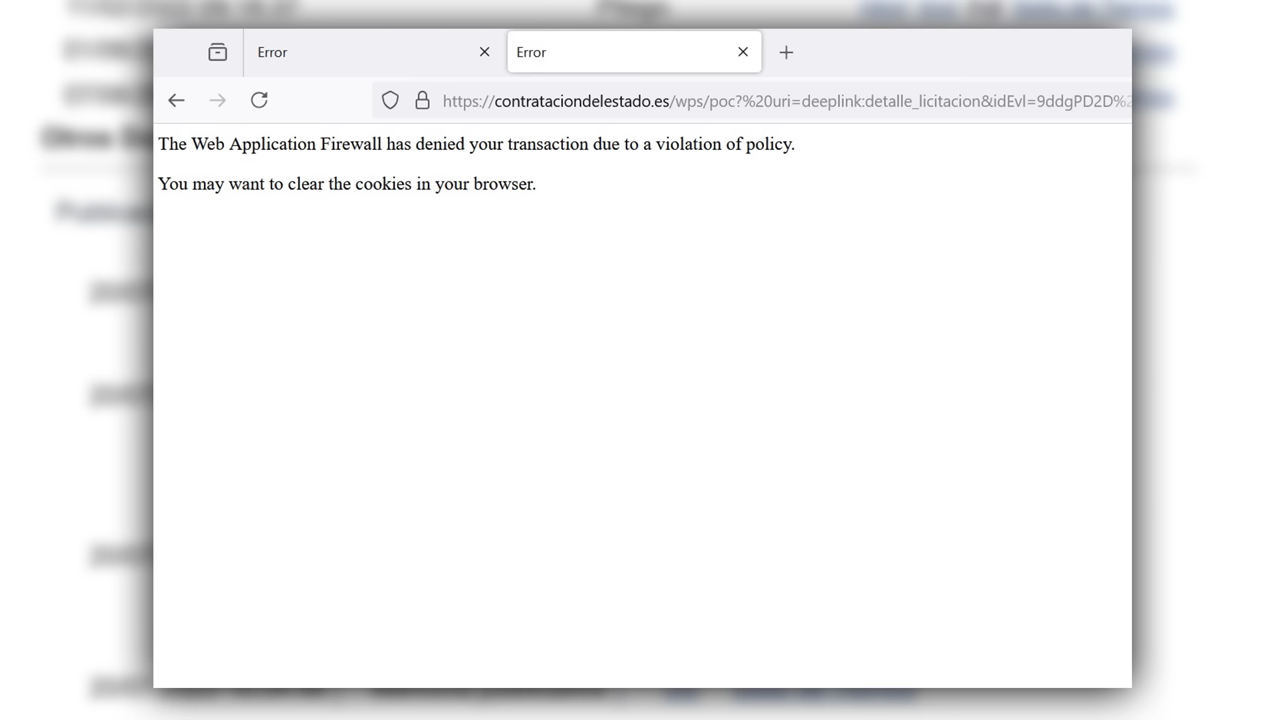 Error
Error
https://contrataciondelestado.es/wps/poc?%20uri=deeplink:detalle_licitacion&idEvl=9ddgPD2D%2
The Web Application Firewall has denied your transaction due to a violation of policy.
You may want to clear the cookies in your browser.